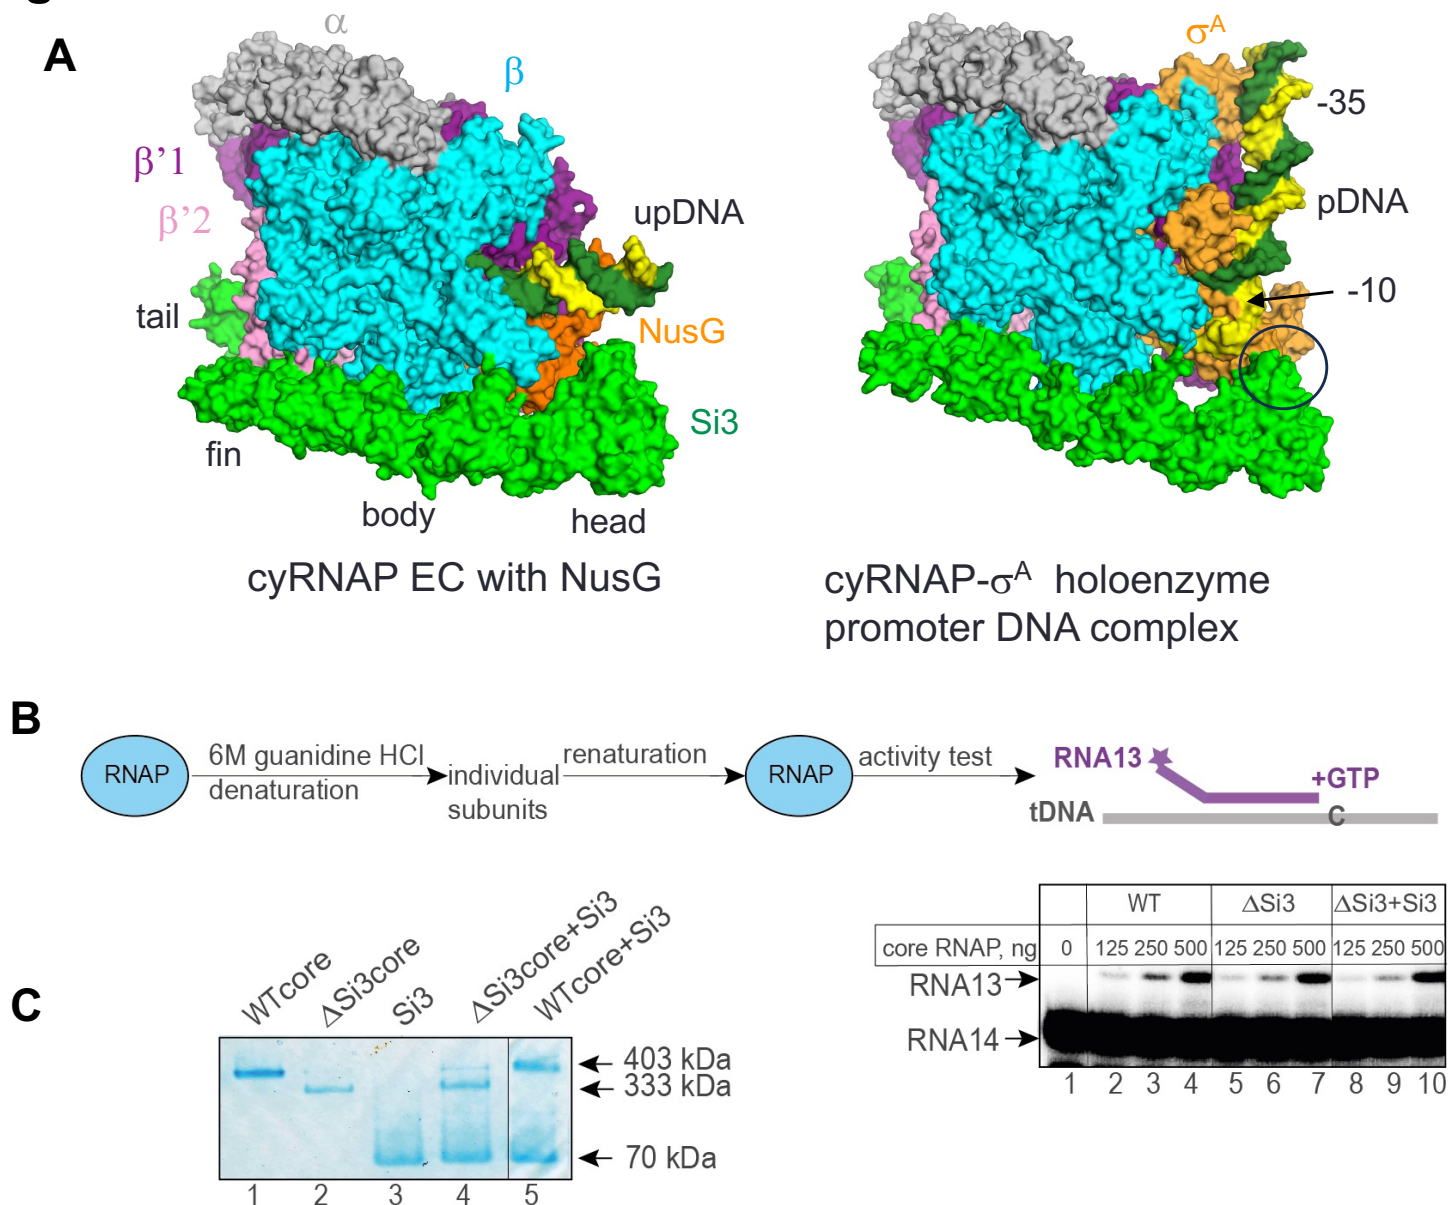 A
α
β
σA
-35
β’1
β’2
upDNA
pDNA
-10
tail
NusG
Si3
fin
body
head
cyRNAP EC with NusG
cyRNAP-σA holoenzyme
promoter DNA complex
B
RNAP
6M guanidine HCl
denaturation
individual
subunits
renaturation
RNAP
activity test
RNA13
+GTP
tDNA
C
C
WTcore
ΔSi3core
Si3
ΔSi3core+Si3
WTcore+Si3
403 kDa
333 kDa
70 kDa
1 2 3 4 5
WT ΔSi3 ΔSi3+Si3
core RNAP, ng 0 125 250 500 125 250 500 125 250 500
RNA13
RNA14
1 2 3 4 5 6 7 8 9 10